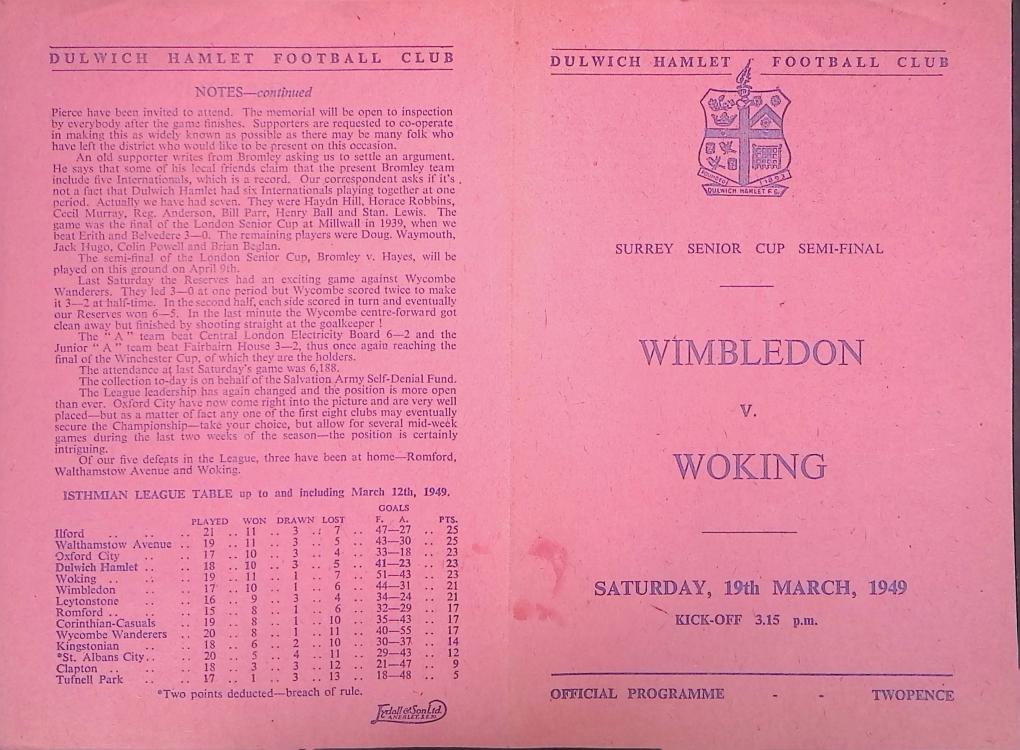 DULWICH HAMLET FOOTBALL CLUB
NOTES—continued
Pierce have been invited to attend. The memorial will be open to inspection
by everybody after the game finishes. Supporters are requested to co-operate
in making this as widely known as possible as there may be many folk who
have left the district who would like to be present on this occasion.
An old supporter writes from Bromley asking us to settle an argument.
He says that some of his local friends claim that the present Bromley team
include five Internationals, which is a record. Our correspondent asks if it's
not a fact that Dulwich Hamlet had six Internationals playing together at one
period. Actually we have had seven. They were Haydn Hill, Horace Robbins,
Cecil Murray, Reg. Anderson, Bill Parr, Henry Ball and Stan. Lewis. The
game was the final of the London Senior Cup at Millwall in 1939, when we
beat Erith and Belvedere 3—0. The remaining players were Doug. Waymouth,
Jack Hugo, Colin Powell and Brian Beglan.
The semi-final of the London Senior Cup, Bromley v. Hayes, will be
played on this ground on April 9th.
Last Saturday the Reserves had an exciting game against Wycombe
Wanderers. They led 3—0 at one period but Wycombe scored twice to make
it 3—2 at half-time. In the second half, each side scored in turn and eventually
our Reserves won 6—5. In the last minute the Wycombe centre-forward got
clean away but finished by shooting straight at the goalkeeper !
The " A " team beat Central London Electricity Board 6—2 and the
Junior " A " team beat Fairbairn House 3—2, thus once again reaching the
final of the Winchester Cup, of which they are the holders.
The attendance at last Saturday's game was 6,188.
The collection to-day is on behalf of the Salvation Army Self-Denial Fund.
The League leadership has again changed and the position is more open
than ever. Oxford City have now come right into the picture and are very well
placed—but as a matter of fact any one of the first eight clubs may eventually
secure the Championship—take your choice, but allow for several mid-week
games during the last two weeks of the season—the position is certainly
intriguing.
Of our five defeats in the League, three have been at home—Romford,
Walthamstow Avenue and Woking.
ISTHMIAN LEAGUE TABLE up to and including March 12th, 1949.
GOALS
PLAYED WON DRAWN LOST F. A. PTS.
Ilford .. .. .. 21 .. 11 .. 3 .. 7 .. 47—27 .. 25
Walthamstow Avenue .. 19 .. 11 .. 3 .. 5 .. 43—30 .. 25
Oxford City .. .. 17 .. 10 .. 3 .. 4 .. 33—18 .. 23
Dulwich Hamlet .. .. 18 .. 10 .. 3 .. 5 .. 41—23 .. 23
Woking .. .. .. 19 .. 11 .. 1 .. 7 .. 51—43 .. 23
Wimbledon .. .. 17 .. 10 .. 1 .. 6 .. 44—31 .. 21
Leytonstone .. .. 16 .. 9 .. 3 .. 4 .. 34—24 .. 21
Romford .. .. .. 15 .. 8 .. 1 .. 6 .. 32—29 .. 17
Corinthian-Casuals .. 19 .. 8 .. 1 .. 10 .. 35—43 .. 17
Wycombe Wanderers .. 20 .. 8 .. 1 .. 11 .. 40—55 .. 17
Kingstonian .. .. 18 .. 6 .. 2 .. 10 .. 30—37 .. 14
*St. Albans City.. .. 20 .. 5 .. 4 .. 11 .. 29—43 .. 12
Clapton .. .. .. 18 .. 3 .. 3 .. 12 .. 21—47 .. 9
Tufnell Park .. .. 17 .. 1 .. 3 .. 13 .. 18—48 .. 5
*Two points deducted—breach of rule.
Tydall & Son Ltd.
ANERLEY. S.E.20.
DULWICH HAMLET FOOTBALL CLUB
FOUNDED 1893
DULWICH HAMLET F.C.
SURREY SENIOR CUP SEMI-FINAL
WIMBLEDON
v.
WOKING
SATURDAY, 19th MARCH, 1949
KICK-OFF 3.15 p.m.
OFFICIAL PROGRAMME - - TWOPENCE